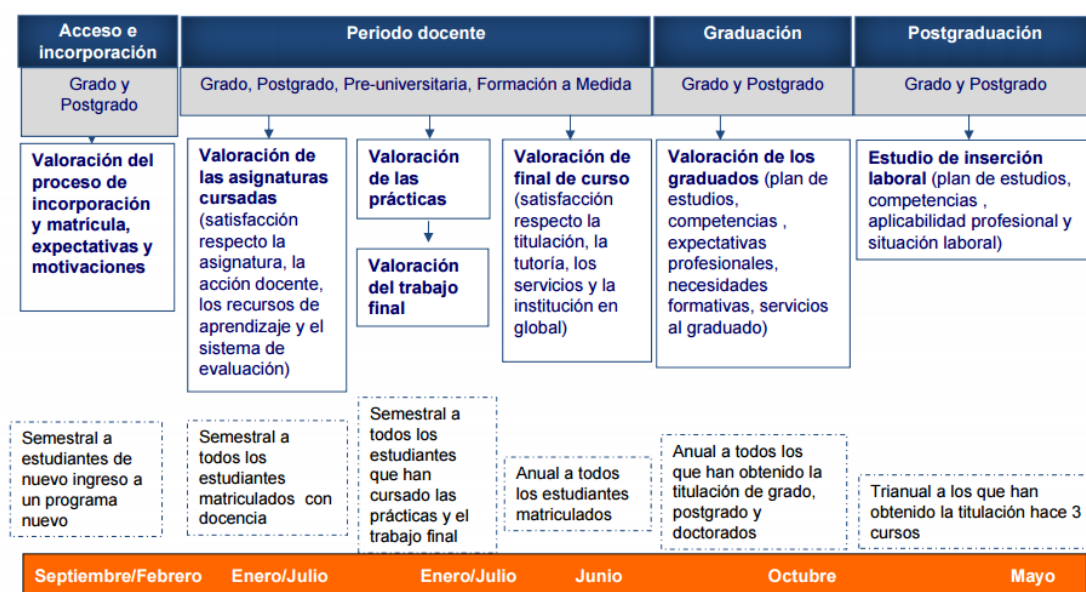 Acceso e
incorporación
Periodo docente
Graduación
Postgraduación
Grado y
Postgrado
Grado, Postgrado, Pre-universitaria, Formación a Medida
Grado y Postgrado
Grado y Postgrado
Valoración del
proceso de
incorporación
y matrícula,
expectativas y
motivaciones
Valoración de
las asignaturas
cursadas
(satisfacción
respecto la
asignatura, la
acción docente,
los recursos de
aprendizaje y el
sistema de
evaluación)
Valoración
de las
prácticas
Valoración
del trabajo
final
Valoración de
final de curso
(satisfacción
respecto la
titulación, la
tutoría, los
servicios y la
institución en
global)
Valoración de los
graduados (plan de
estudios,
competencias ,
expectativas
profesionales,
necesidades
formativas, servicios
al graduado)
Estudio de inserción
laboral (plan de estudios,
competencias ,
aplicabilidad profesional y
situación laboral)
Semestral a
estudiantes de
nuevo ingreso a
un programa
nuevo
Semestral a
todos los
estudiantes
matriculados con
docencia
Semestral a
todos los
estudiantes
que han
cursado las
prácticas y el
trabajo final
Anual a todos
los estudiantes
matriculados
Anual a todos los
que han obtenido la
titulación de grado,
postgrado y
doctorados
Trianual a los que han
obtenido la titulación hace 3
cursos
Septiembre/Febrero
Enero/Julio
Enero/Julio
Junio
Octubre
Mayo